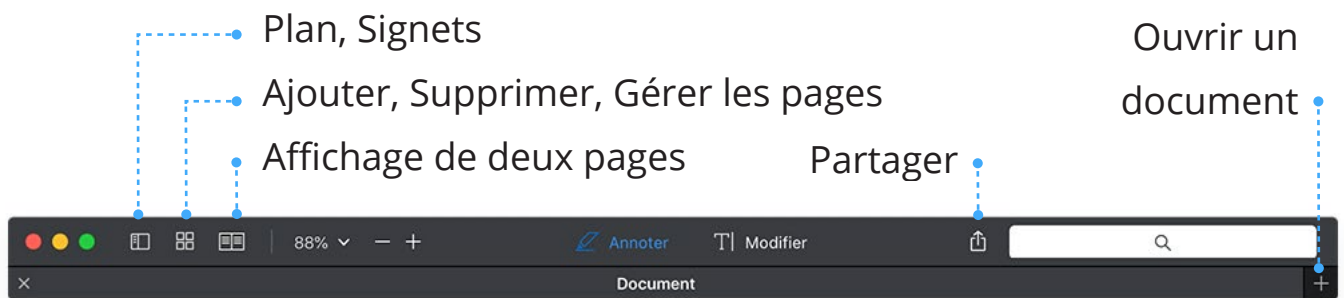 Plan, Signets
Ouvrir un
Ajouter, Supprimer, Gérer les pages
document
Affichage de deux pages
Partager
88%
Annoter
T| Modifier
Document